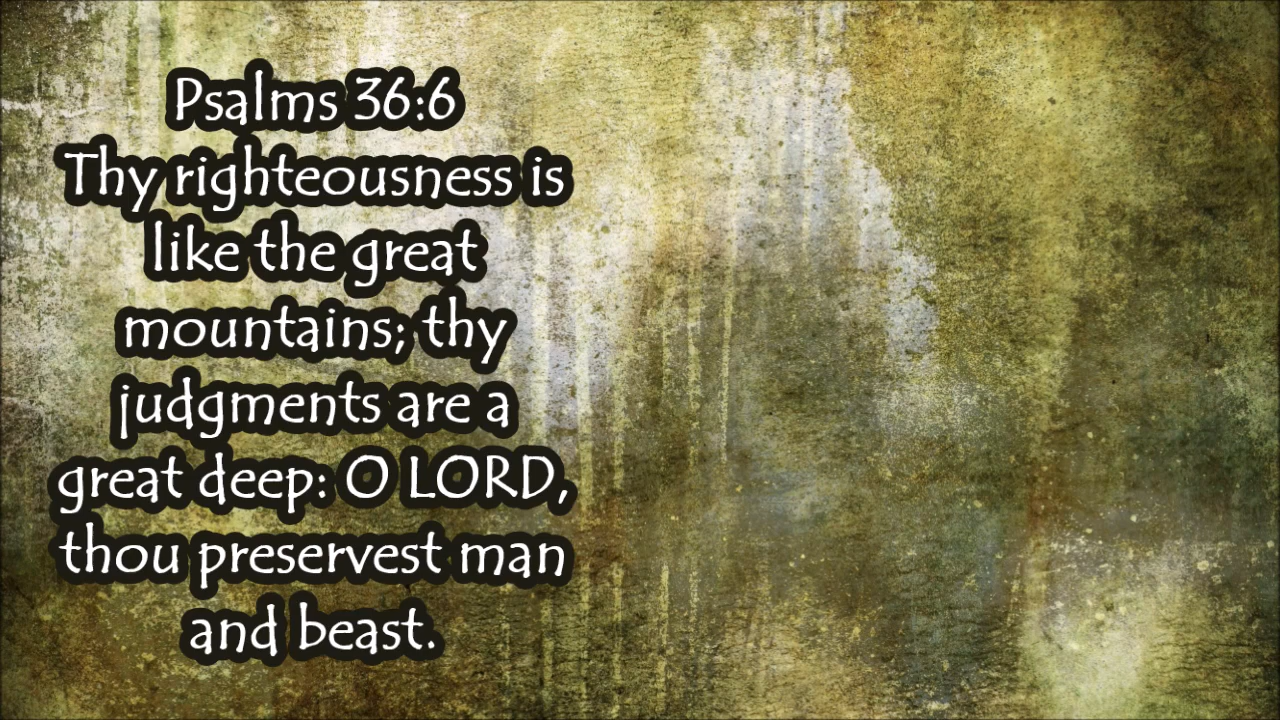 Psalms 36:6
Thy righteousness is
like the great
mountains; thy
judgments are a
great deep: O LORD,
thou preservest man
and beast.